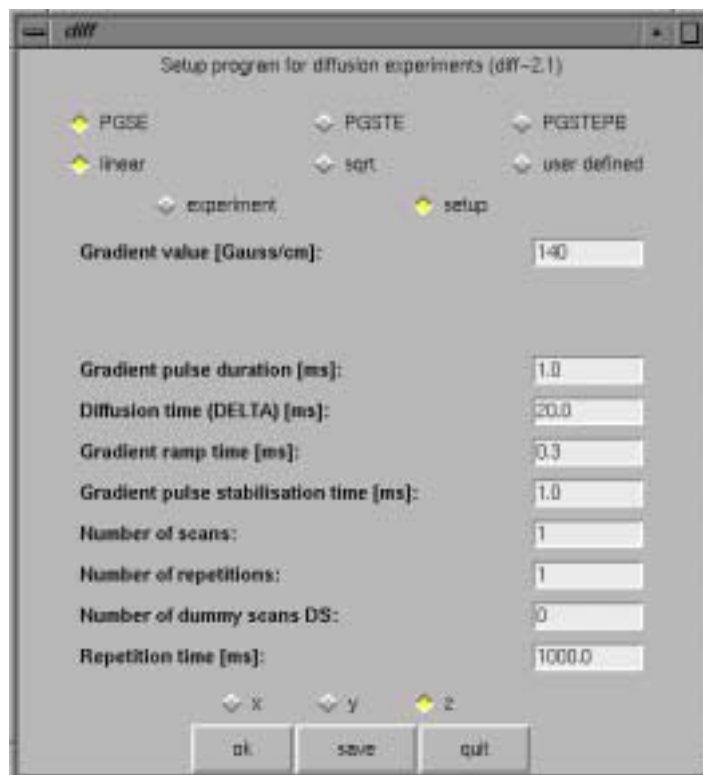 diff
Setup program for diffusion experiments (diff-2.1)
PGSE PGSTE PGSTEPB
linear sqrt user defined
experiment setup
Gradient value [Gauss/cm]: 140
Gradient pulse duration [ms]: 1.0
Diffusion time (DELTA) [ms]: 20.0
Gradient ramp time [ms]: 0.3
Gradient pulse stabilisation time [ms]: 1.0
Number of scans: 1
Number of repetitions: 1
Number of dummy scans DS: 0
Repetition time [ms]: 1000.0
x y z
ok save quit